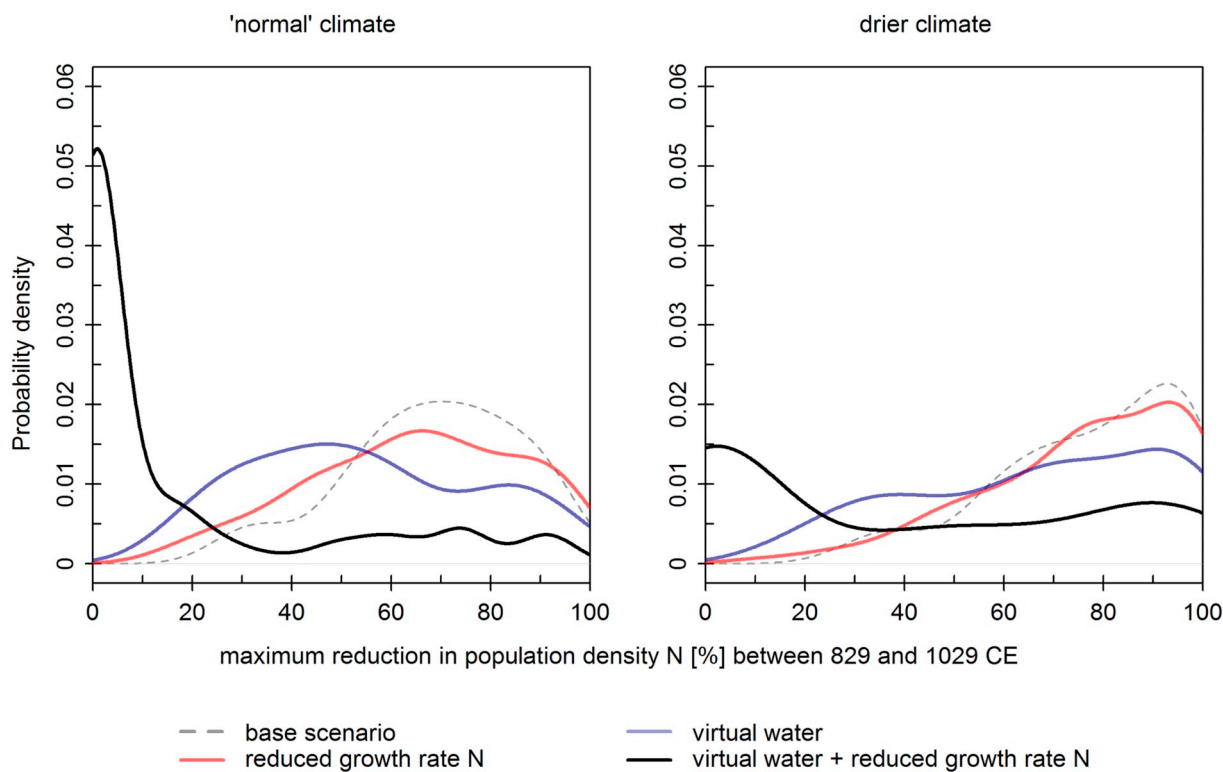 'normal' climate
drier climate
Probability density
0 0.01 0.02 0.03 0.04 0.05 0.06
0 20 40 60 80 100
0 0.01 0.02 0.03 0.04 0.05 0.06
0 20 40 60 80 100
maximum reduction in population density N [%] between 829 and 1029 CE
base scenario
reduced growth rate N
virtual water
virtual water + reduced growth rate N